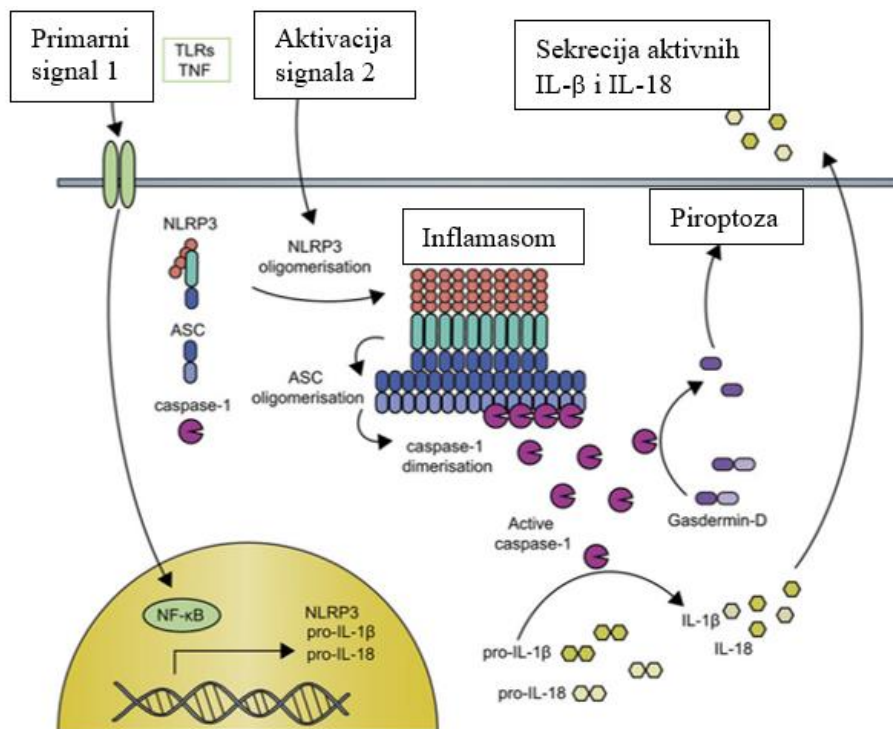 Primarni
signal 1
TLRs
TNF
Aktivacija
signala 2
Sekrecija aktivnih
IL-β i IL-18
NLRP3
NLRP3
oligomerisation
Inflamasom
Piroptoza
ASC
ASC
oligomerisation
caspase-1
caspase-1
dimerisation
Active
caspase-1
Gasdermin-D
NF-κB
NLRP3
pro-IL-1β
pro-IL-18
pro-IL-1β
pro-IL-18
IL-1β
IL-18